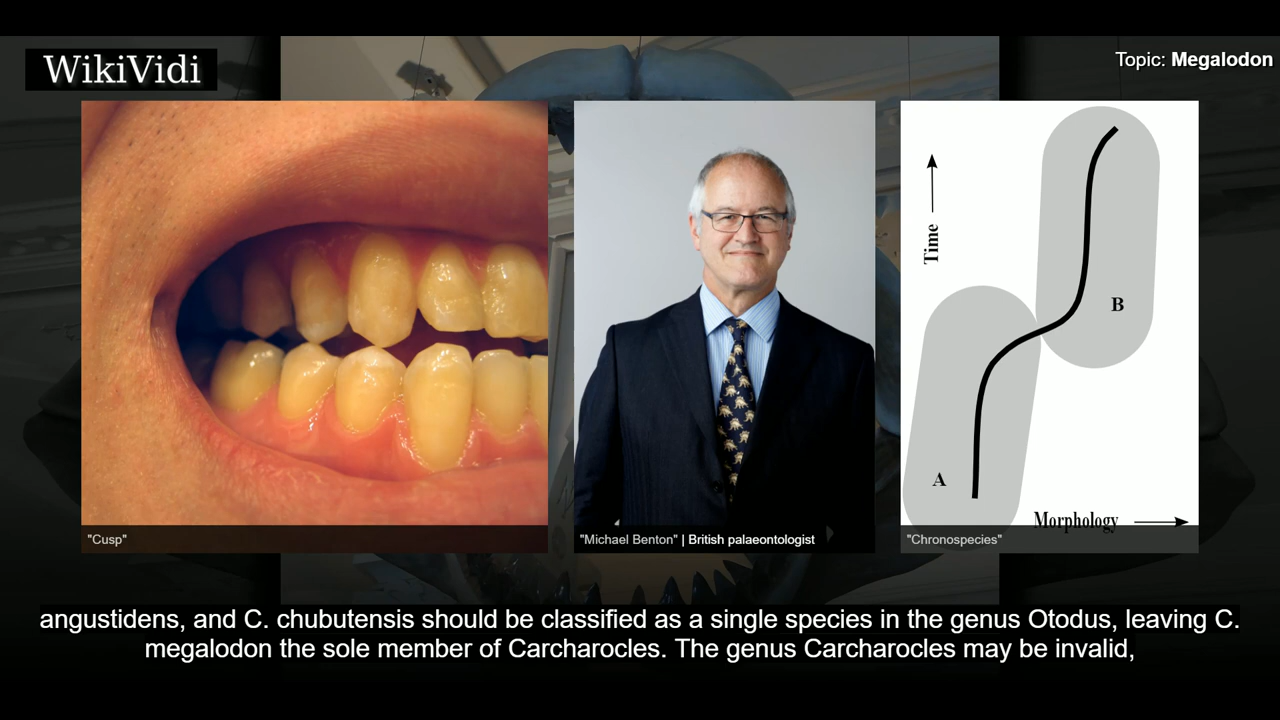 WikiVidi
Topic: Megalodon
Time
B
A
Morphology
"Cusp"
"Michael Benton" | British palaeontologist
"Chronospecies"
angustidens, and C. chubutensis should be classified as a single species in the genus Otodus, leaving C.
megalodon the sole member of Carcharocles. The genus Carcharocles may be invalid,